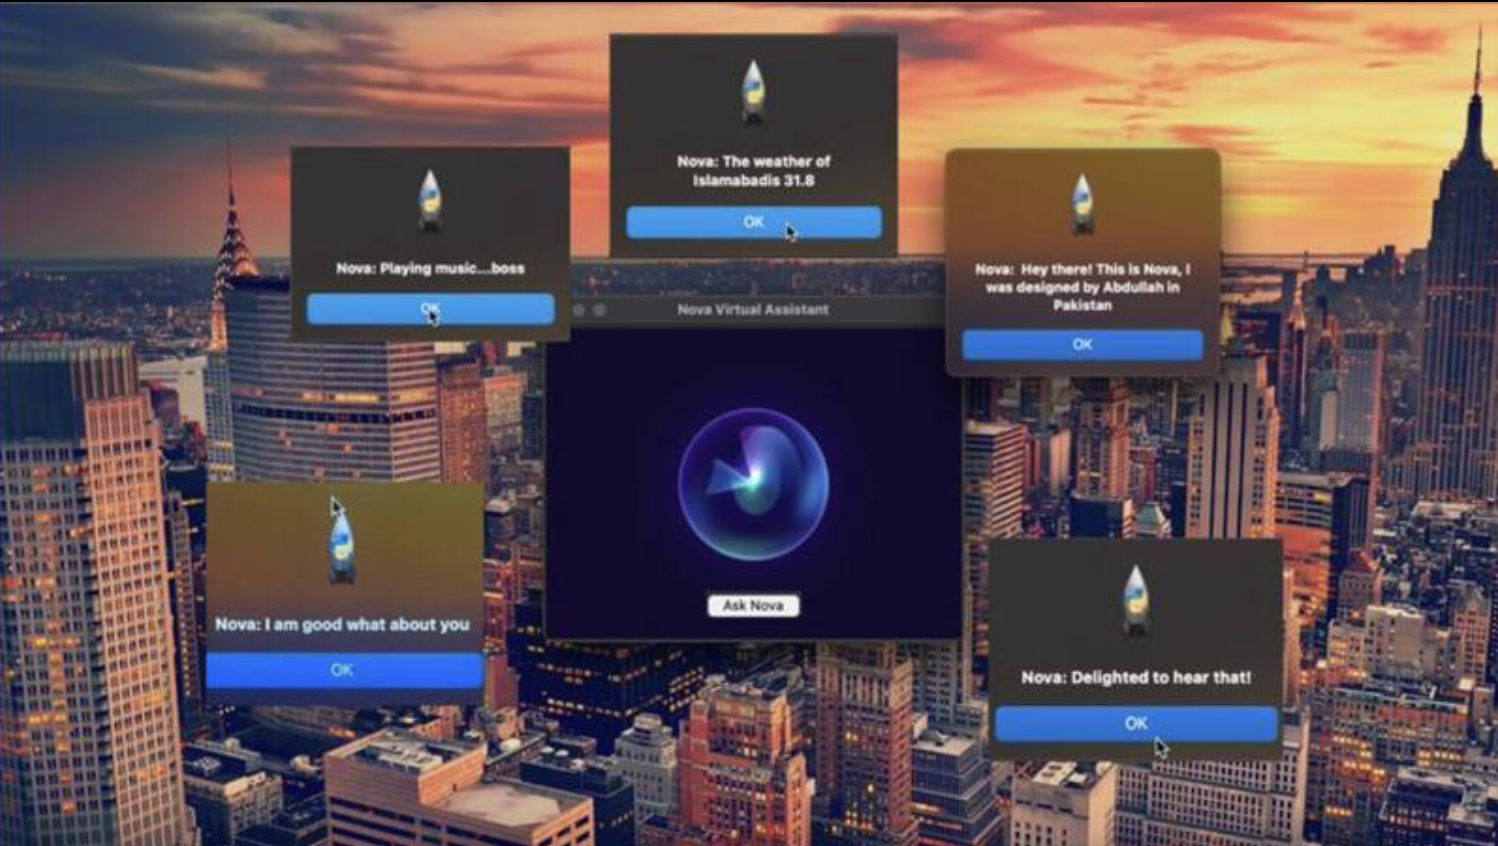 Nova: The weather of
Islamabadis 31.8
OK
Nova: Playing music...boss
OK
Nova: Hey there! This is Nova, I
was designed by Abdullah in
Pakistan
OK
Nova Virtual Assistant
Ask Nova
Nova: I am good what about you
OK
Nova: Delighted to hear that!
OK